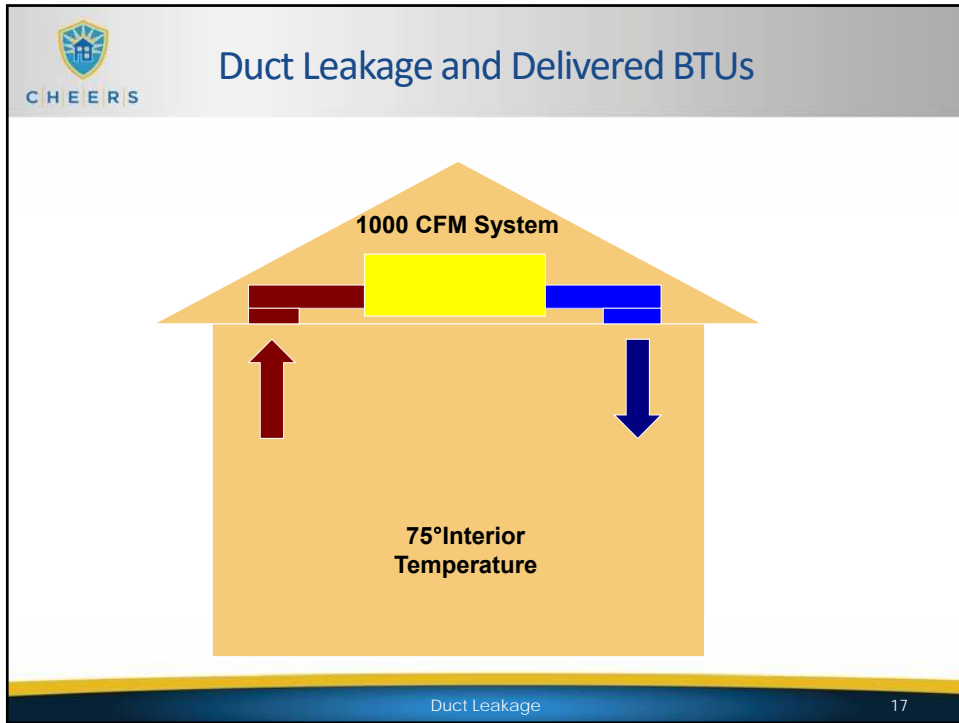 CHEERS
Duct Leakage and Delivered BTUs
1000 CFM System
75°Interior
Temperature
Duct Leakage
17